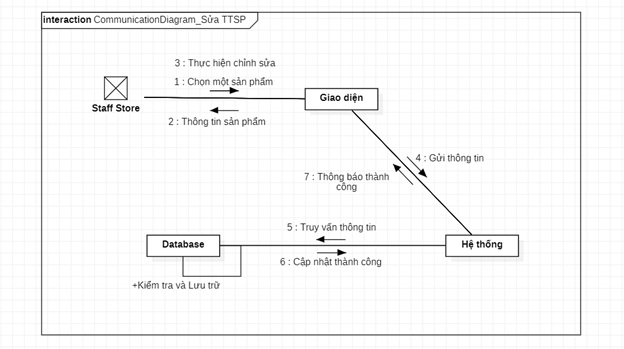 interaction CommunicationDiagram_Sửa TTSP
3 : Thực hiện chỉnh sửa
1 : Chọn một sản phẩm
Staff Store
Giao diện
2 : Thông tin sản phẩm
4 : Gửi thông tin
7 : Thông báo thành
công
5 : Truy vấn thông tin
Database
Hệ thống
6 : Cập nhật thành công
+Kiểm tra và Lưu trữ